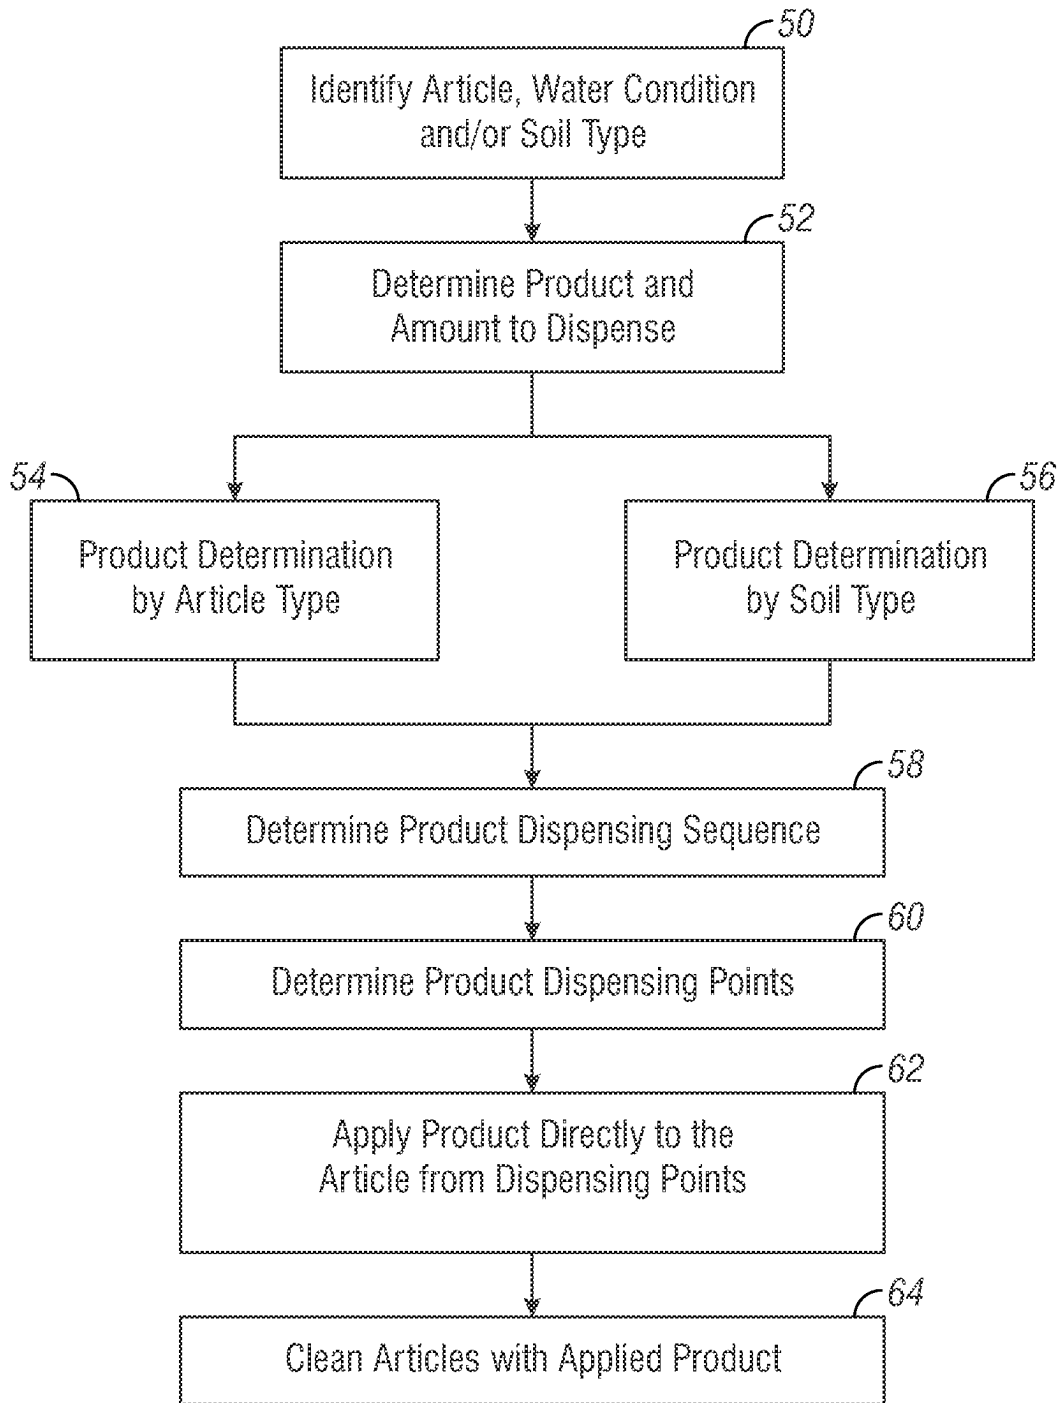 50
Identify Article, Water Condition
and/or Soil Type
52
Determine Product and
Amount to Dispense
54
Product Determination
by Article Type
56
Product Determination
by Soil Type
58
Determine Product Dispensing Sequence
60
Determine Product Dispensing Points
62
Apply Product Directly to the
Article from Dispensing Points
64
Clean Articles with Applied Product